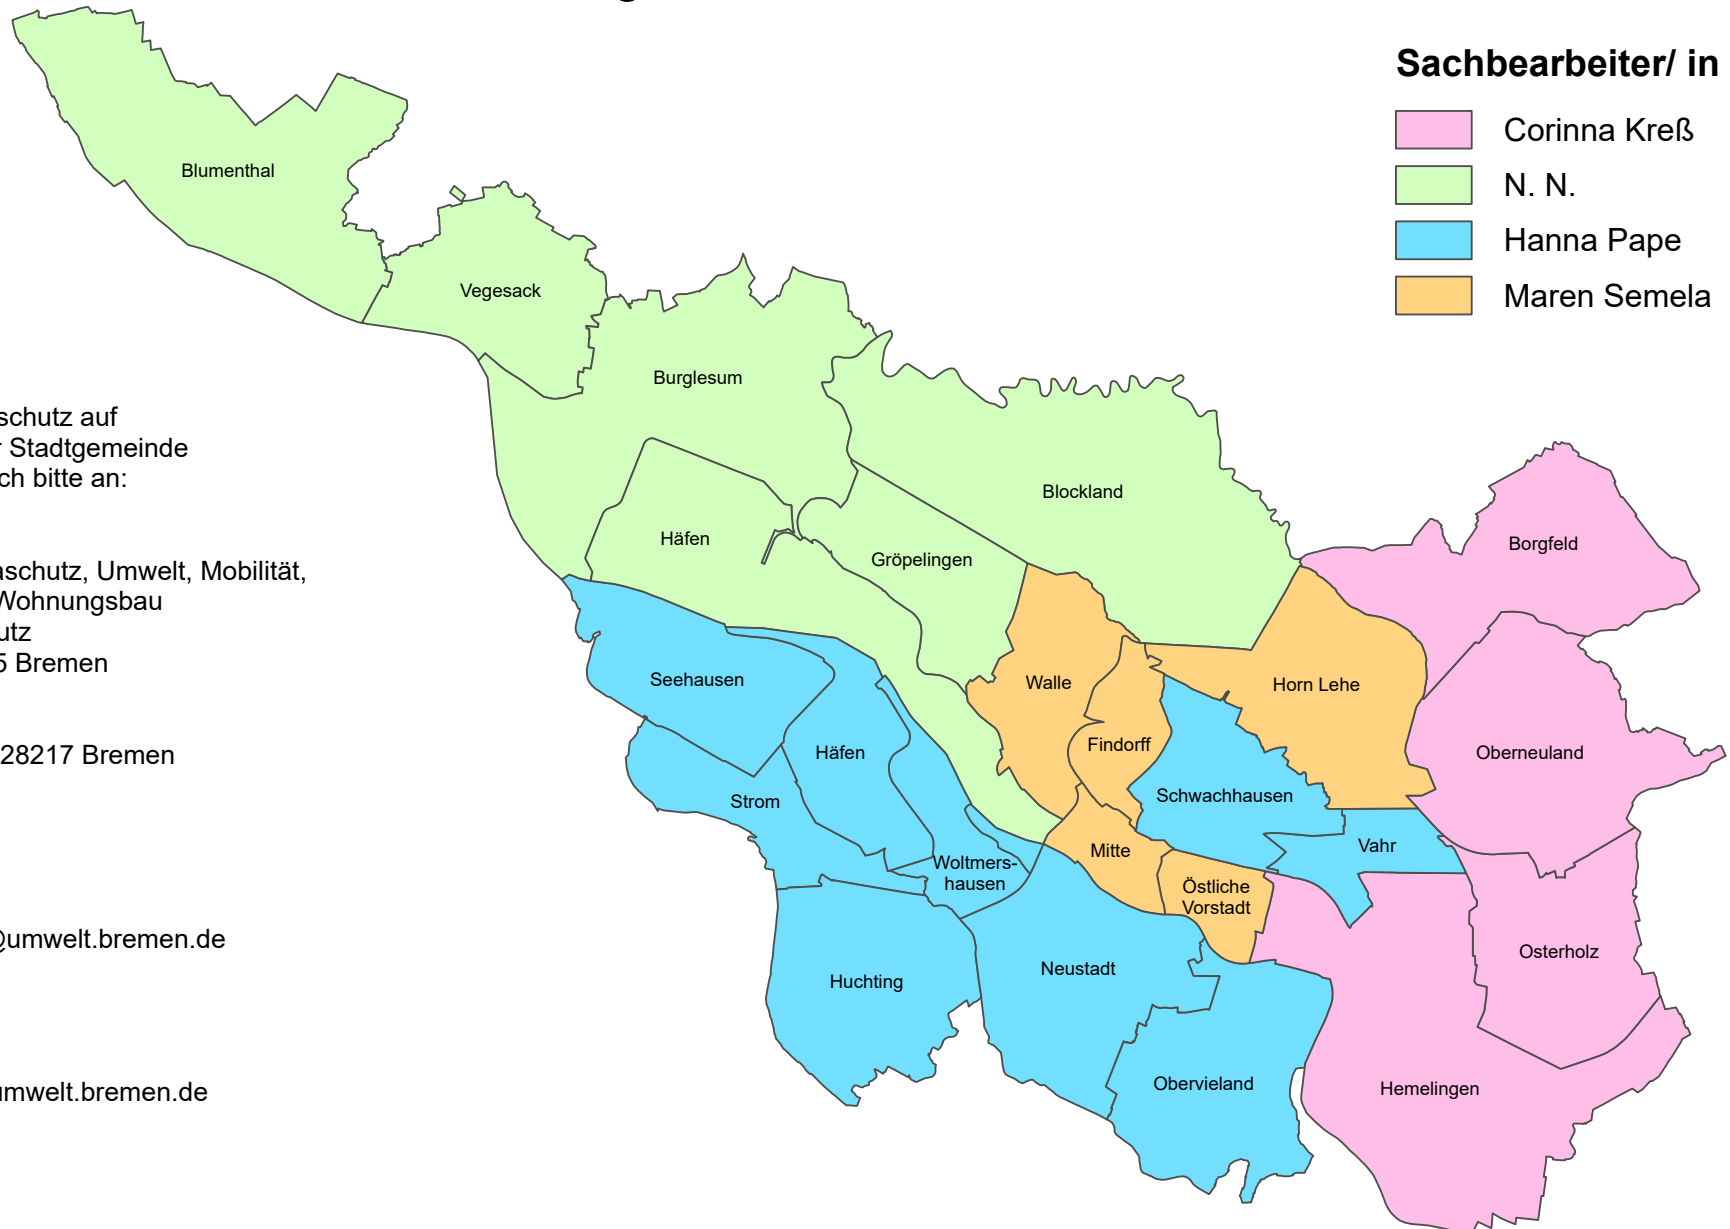 Sachbearbeiter/ in
Corinna Kreß
N. N.
Hanna Pape
Maren Semela
Blumenthal
Vegesack
Burglesum
Blockland
Häfen
Gröpelingen
Borgfeld
Seehausen
Walle
Horn Lehe
Häfen
Findorff
Oberneuland
Strom
Schwachhausen
Mitte
Vahr
Woltmers-
hausen
Östliche
Vorstadt
Huchting
Neustadt
Osterholz
Obervieland
Hemelingen
schutz auf
Stadtgemeinde
ch bitte an:
schutz, Umwelt, Mobilität,
Wohnungsbau
utz
5 Bremen
28217 Bremen
@umwelt.bremen.de
umwelt.bremen.de